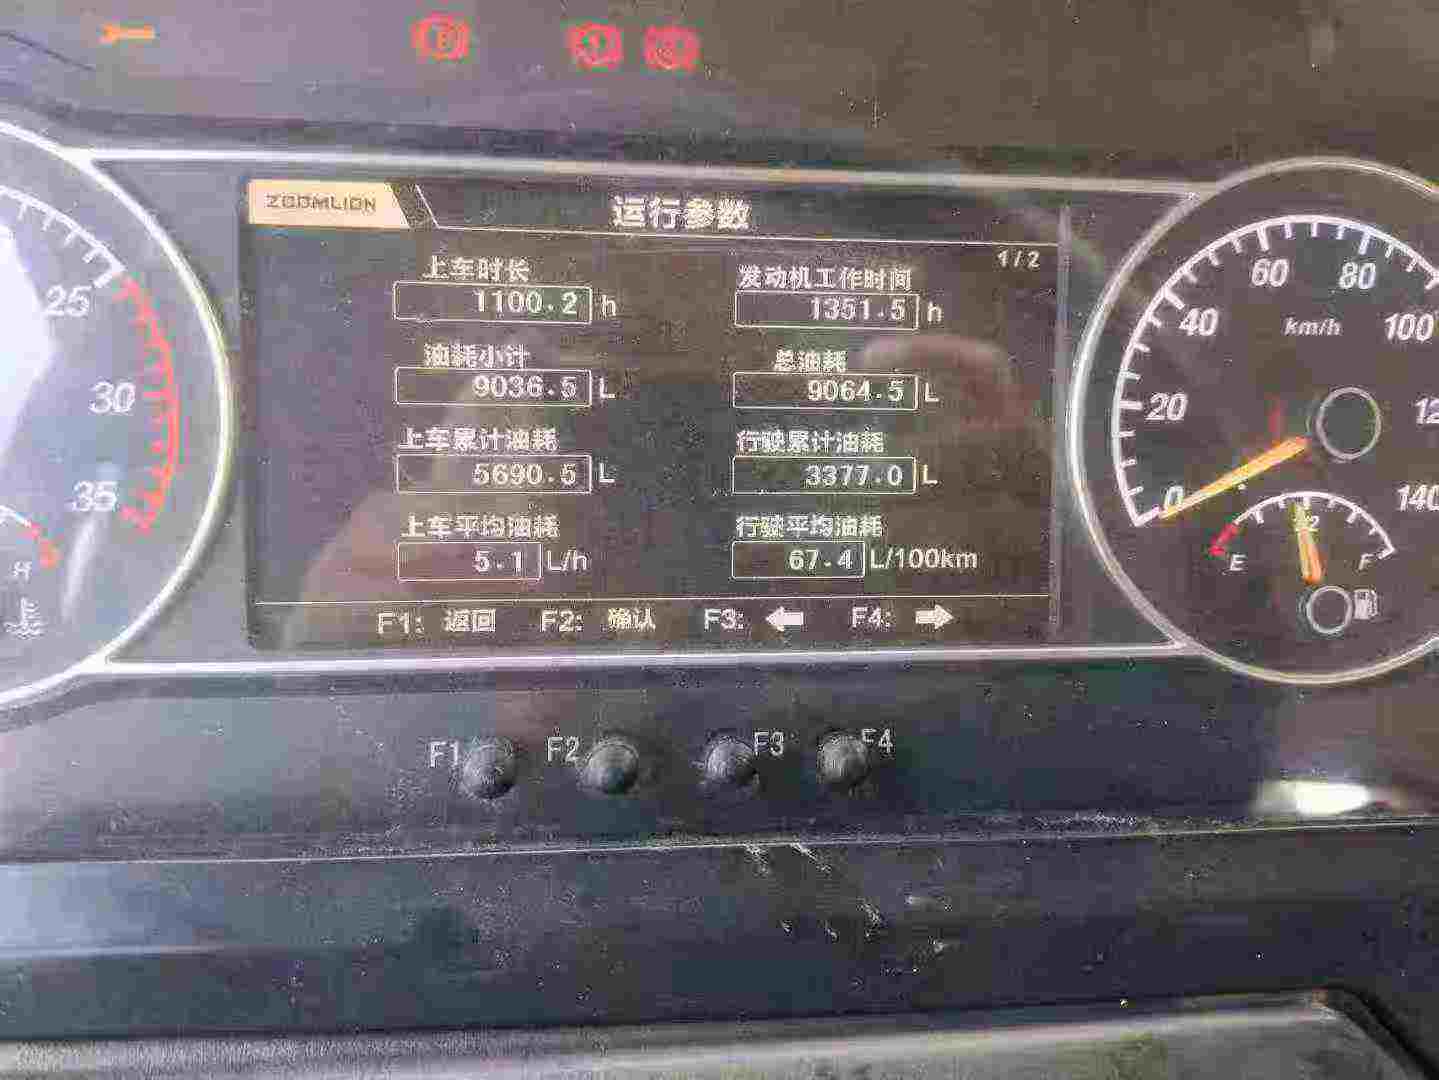 ZOOMLION
运行参数
1/2
上车时长
1100.2 h
发动机工作时间
1351.5 h
油耗小计
9036.5 L
总油耗
9064.5 L
上车累计油耗
5690.5 L
行驶累计油耗
3377.0 L
上车平均油耗
5.1 L/h
行驶平均油耗
67.4 L/100km
F1: 返回 F2: 确认 F3: F4:
F1 F2 F3 F4
25
30
35
H
0
20
40
60
80
100
140
km/h
E
1/2
F